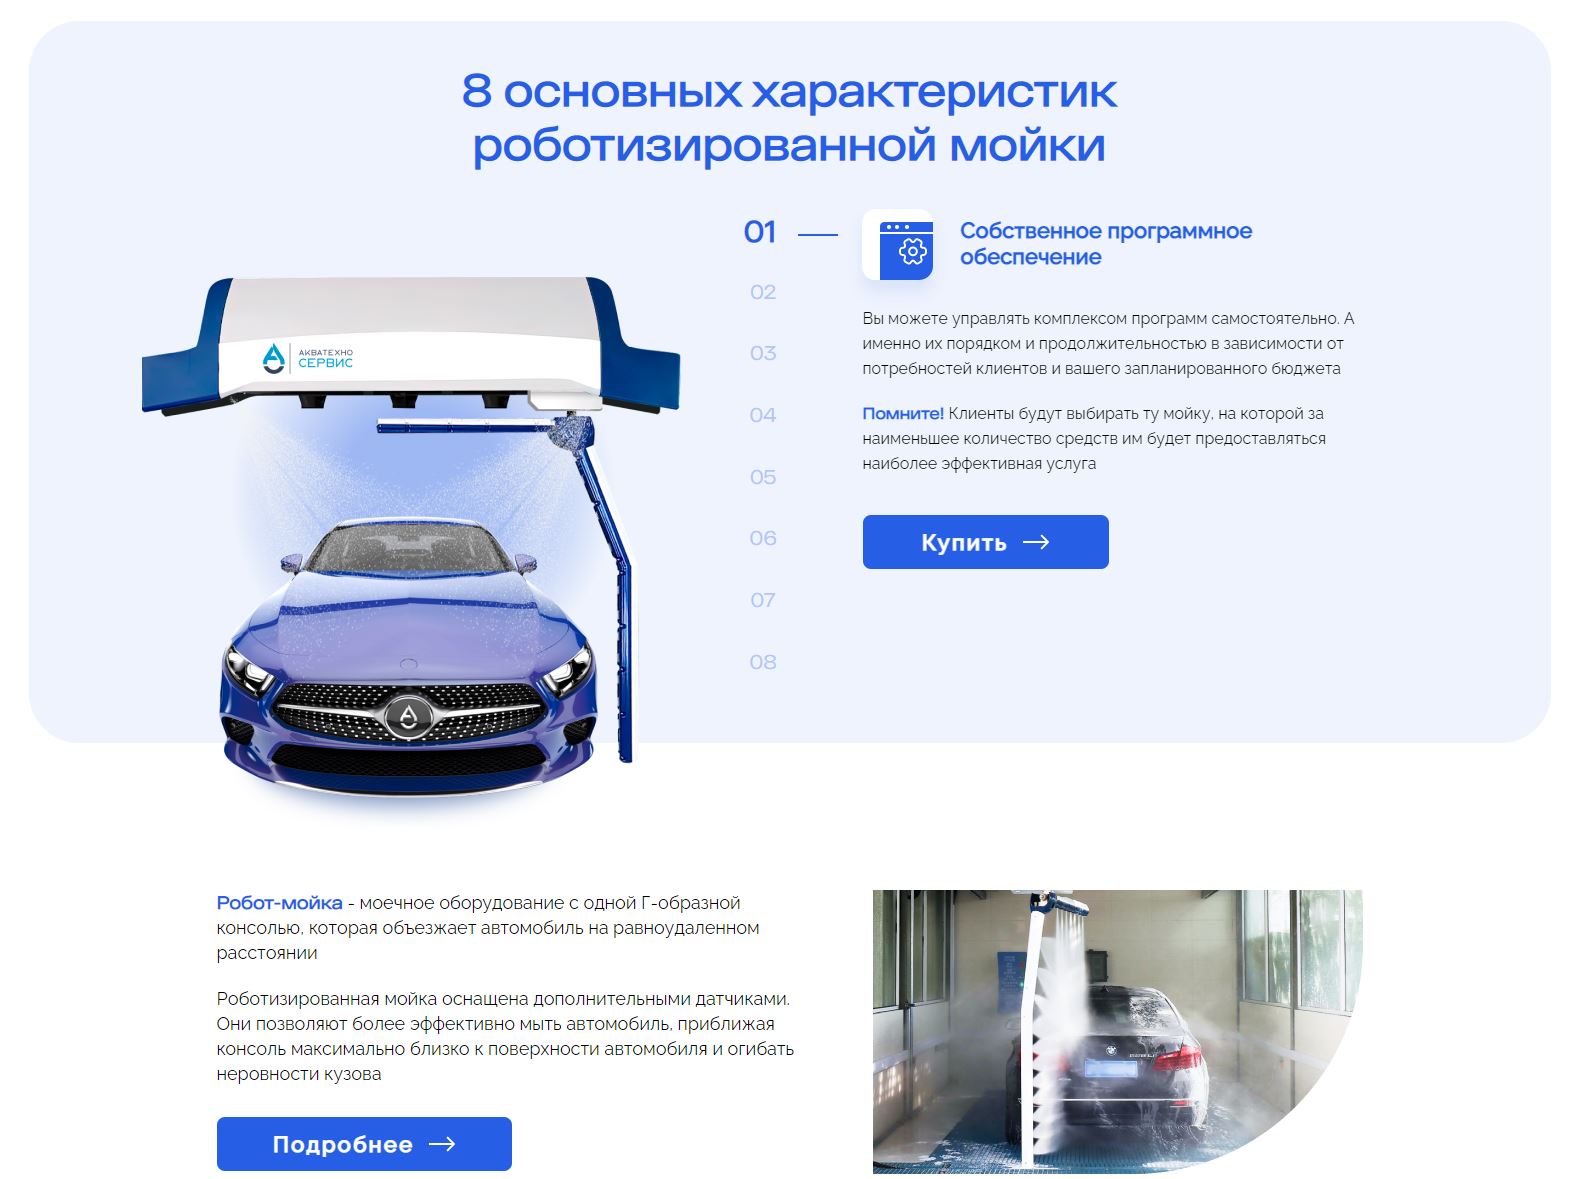 8 основных характеристик
роботизированной мойки
01
Собственное программное
обеспечение
02
03
04
05
06
07
08
Вы можете управлять комплексом программ самостоятельно. А
именно их порядком и продолжительностью в зависимости от
потребностей клиентов и вашего запланированного бюджета
Помните! Клиенты будут выбирать ту мойку, на которой за
наименьшее количество средств им будет предоставляться
наиболее эффективная услуга
Купить
АКВАТЕХНО
СЕРВИС
Робот-мойка - моечное оборудование с одной Г-образной
консолью, которая объезжает автомобиль на равноудаленном
расстоянии
Роботизированная мойка оснащена дополнительными датчиками.
Они позволяют более эффективно мыть автомобиль, приближая
консоль максимально близко к поверхности автомобиля и огибать
неровности кузова
Подробнее